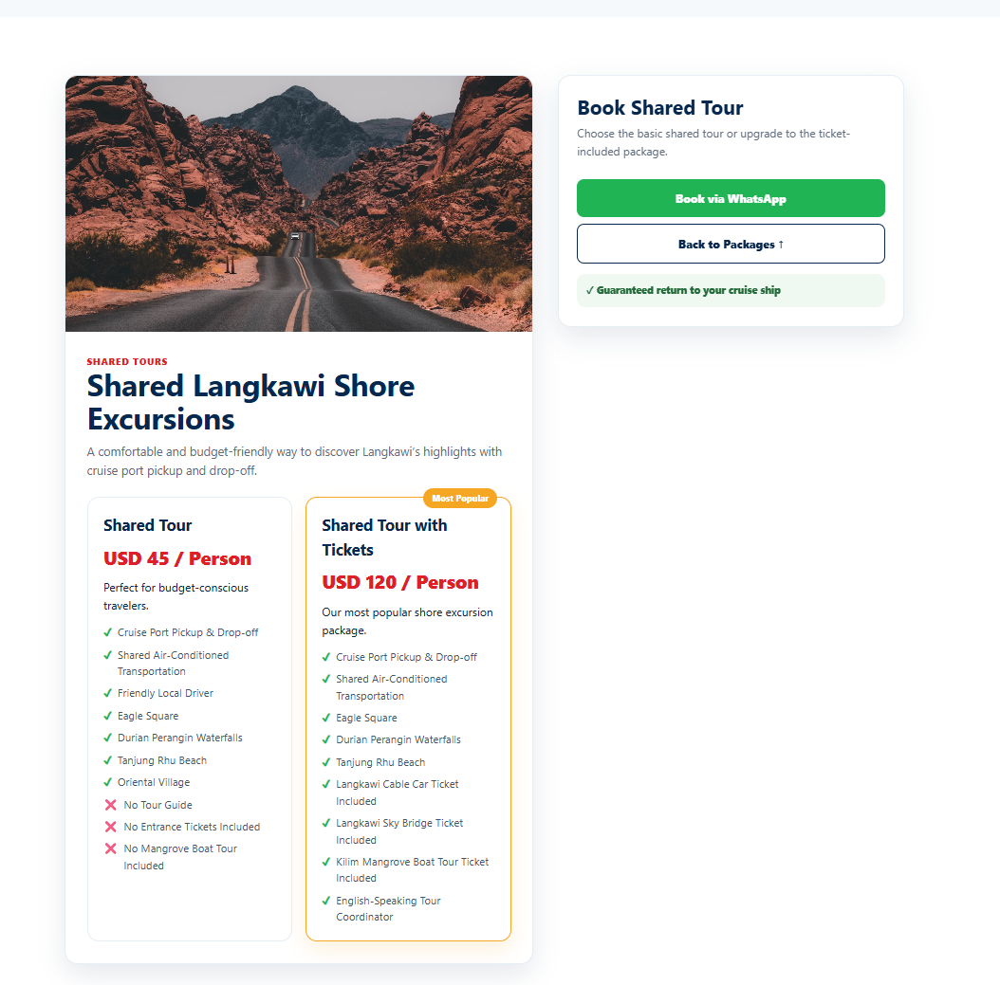 SHARED TOURS
Shared Langkawi Shore
Excursions
A comfortable and budget-friendly way to discover Langkawi's highlights with
cruise port pickup and drop-off.
Shared Tour
USD 45 / Person
Perfect for budget-conscious
travelers.
✓ Cruise Port Pickup & Drop-off
✓ Shared Air-Conditioned
Transportation
✓ Friendly Local Driver
✓ Eagle Square
✓ Durian Perangin Waterfalls
✓ Tanjung Rhu Beach
✓ Oriental Village
❌ No Tour Guide
❌ No Entrance Tickets Included
❌ No Mangrove Boat Tour
Included
Most Popular
Shared Tour with
Tickets
USD 120 / Person
Our most popular shore excursion
package.
✓ Cruise Port Pickup & Drop-off
✓ Shared Air-Conditioned
Transportation
✓ Eagle Square
✓ Durian Perangin Waterfalls
✓ Tanjung Rhu Beach
✓ Langkawi Cable Car Ticket
Included
✓ Langkawi Sky Bridge Ticket
Included
✓ Kilim Mangrove Boat Tour Ticket
Included
✓ English-Speaking Tour
Coordinator
Book Shared Tour
Choose the basic shared tour or upgrade to the ticket-
included package.
Book via WhatsApp
Back to Packages ↑
✓ Guaranteed return to your cruise ship